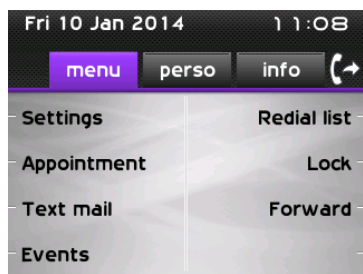 Fri 10 Jan 2014 11:08
menu perso info
Settings Redial list
Appointment Lock
Text mail Forward
Events